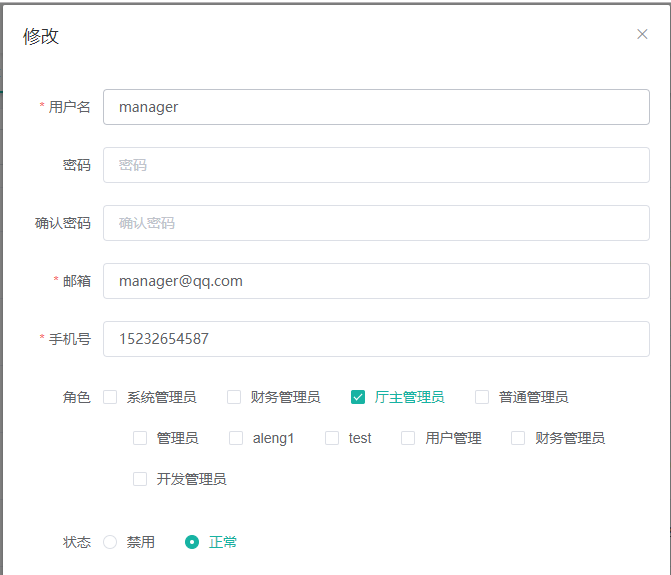 修改
* 用户名 manager
密码 密码
确认密码 确认密码
* 邮箱 manager@qq.com
* 手机号 15232654587
角色 系统管理员 财务管理员 厅主管理员 普通管理员
管理员 aleng1 test 用户管理 财务管理员
开发管理员
状态 禁用 正常